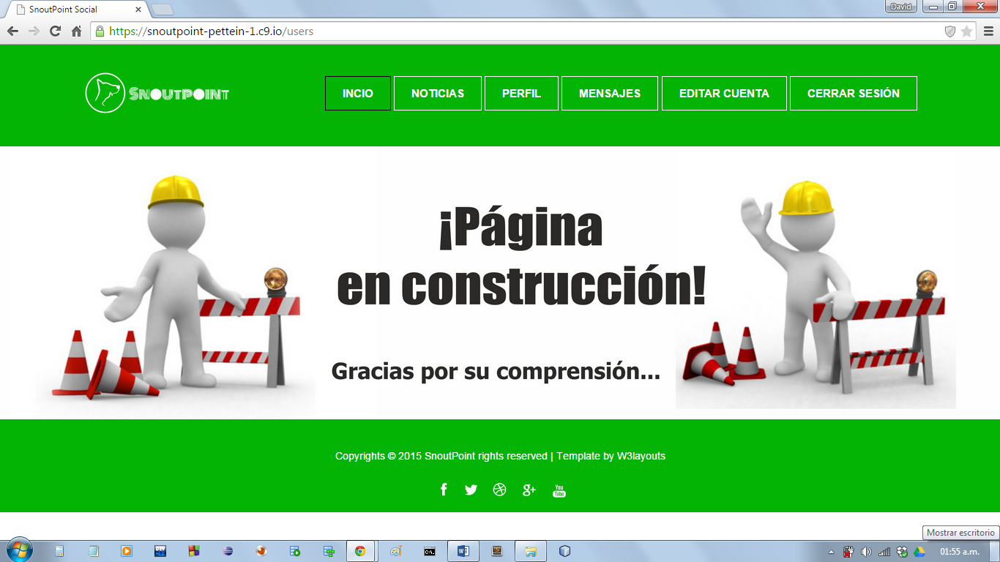 SnoutPoint Social
David
https://snoutpoint-pettein-1.c9.io/users
SNOUTPOINT
INCIO
NOTICIAS
PERFIL
MENSAJES
EDITAR CUENTA
CERRAR SESIÓN
¡Página
en construcción!
Gracias por su comprensión...
Copyrights © 2015 SnoutPoint rights reserved | Template by W3layouts
You
Tube
Mostrar escritorio
01:55 a.m.